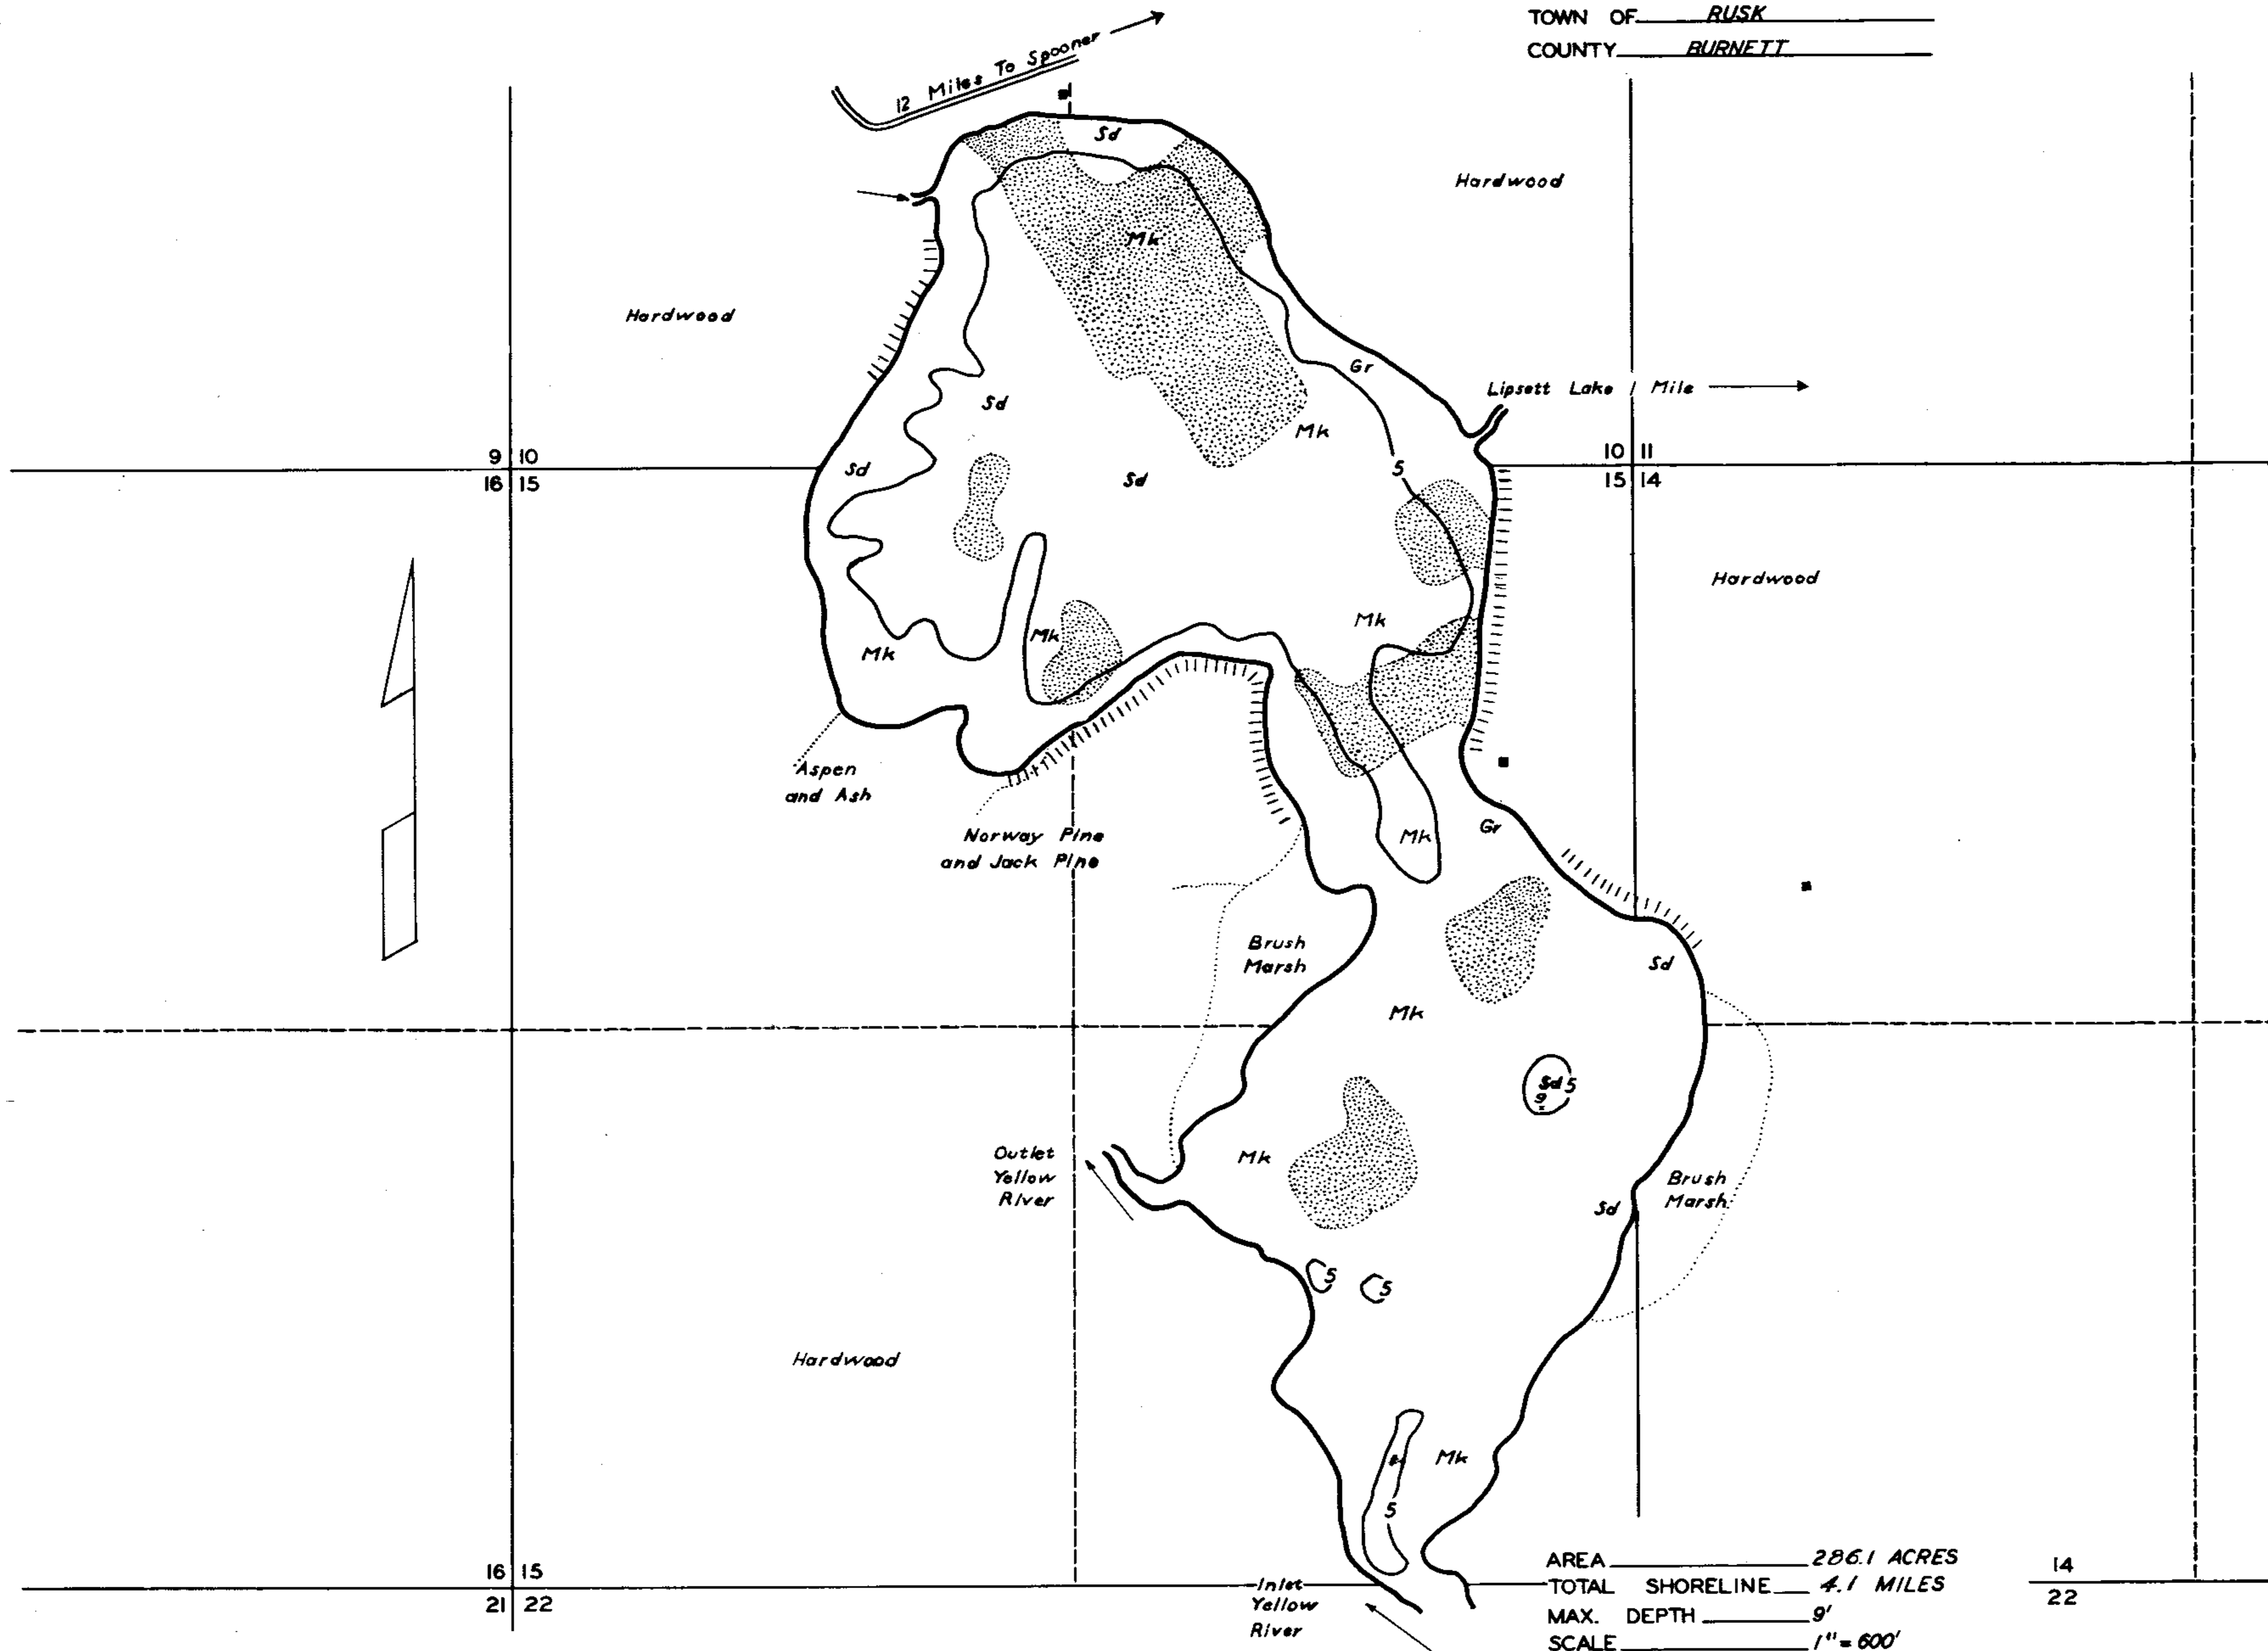 TOWN OF RUSK
COUNTY BURNETT
12 Miles To Spooner
Sd
Hardwood
Mk
Hardwood
Gr
Lipsett Lake 1 Mile
Sd
Mk
9 10
16 15
Sd
Sd
5
10 11
15 14
Hardwood
Mk
Mk
Mk
Aspen
and Ash
Norway Pine
and Jack Pine
Mk
Gr
Brush
Marsh
Sd
Mk
Sd 5
9
Outlet
Yellow
River
Mk
Brush
Marsh
Sd
5
5
Hardwood
Mk
5
16 15
21 22
Inlet
Yellow
River
AREA 286.1 ACRES
TOTAL SHORELINE 4.1 MILES
MAX. DEPTH 9'
SCALE 1" = 600'
14
22